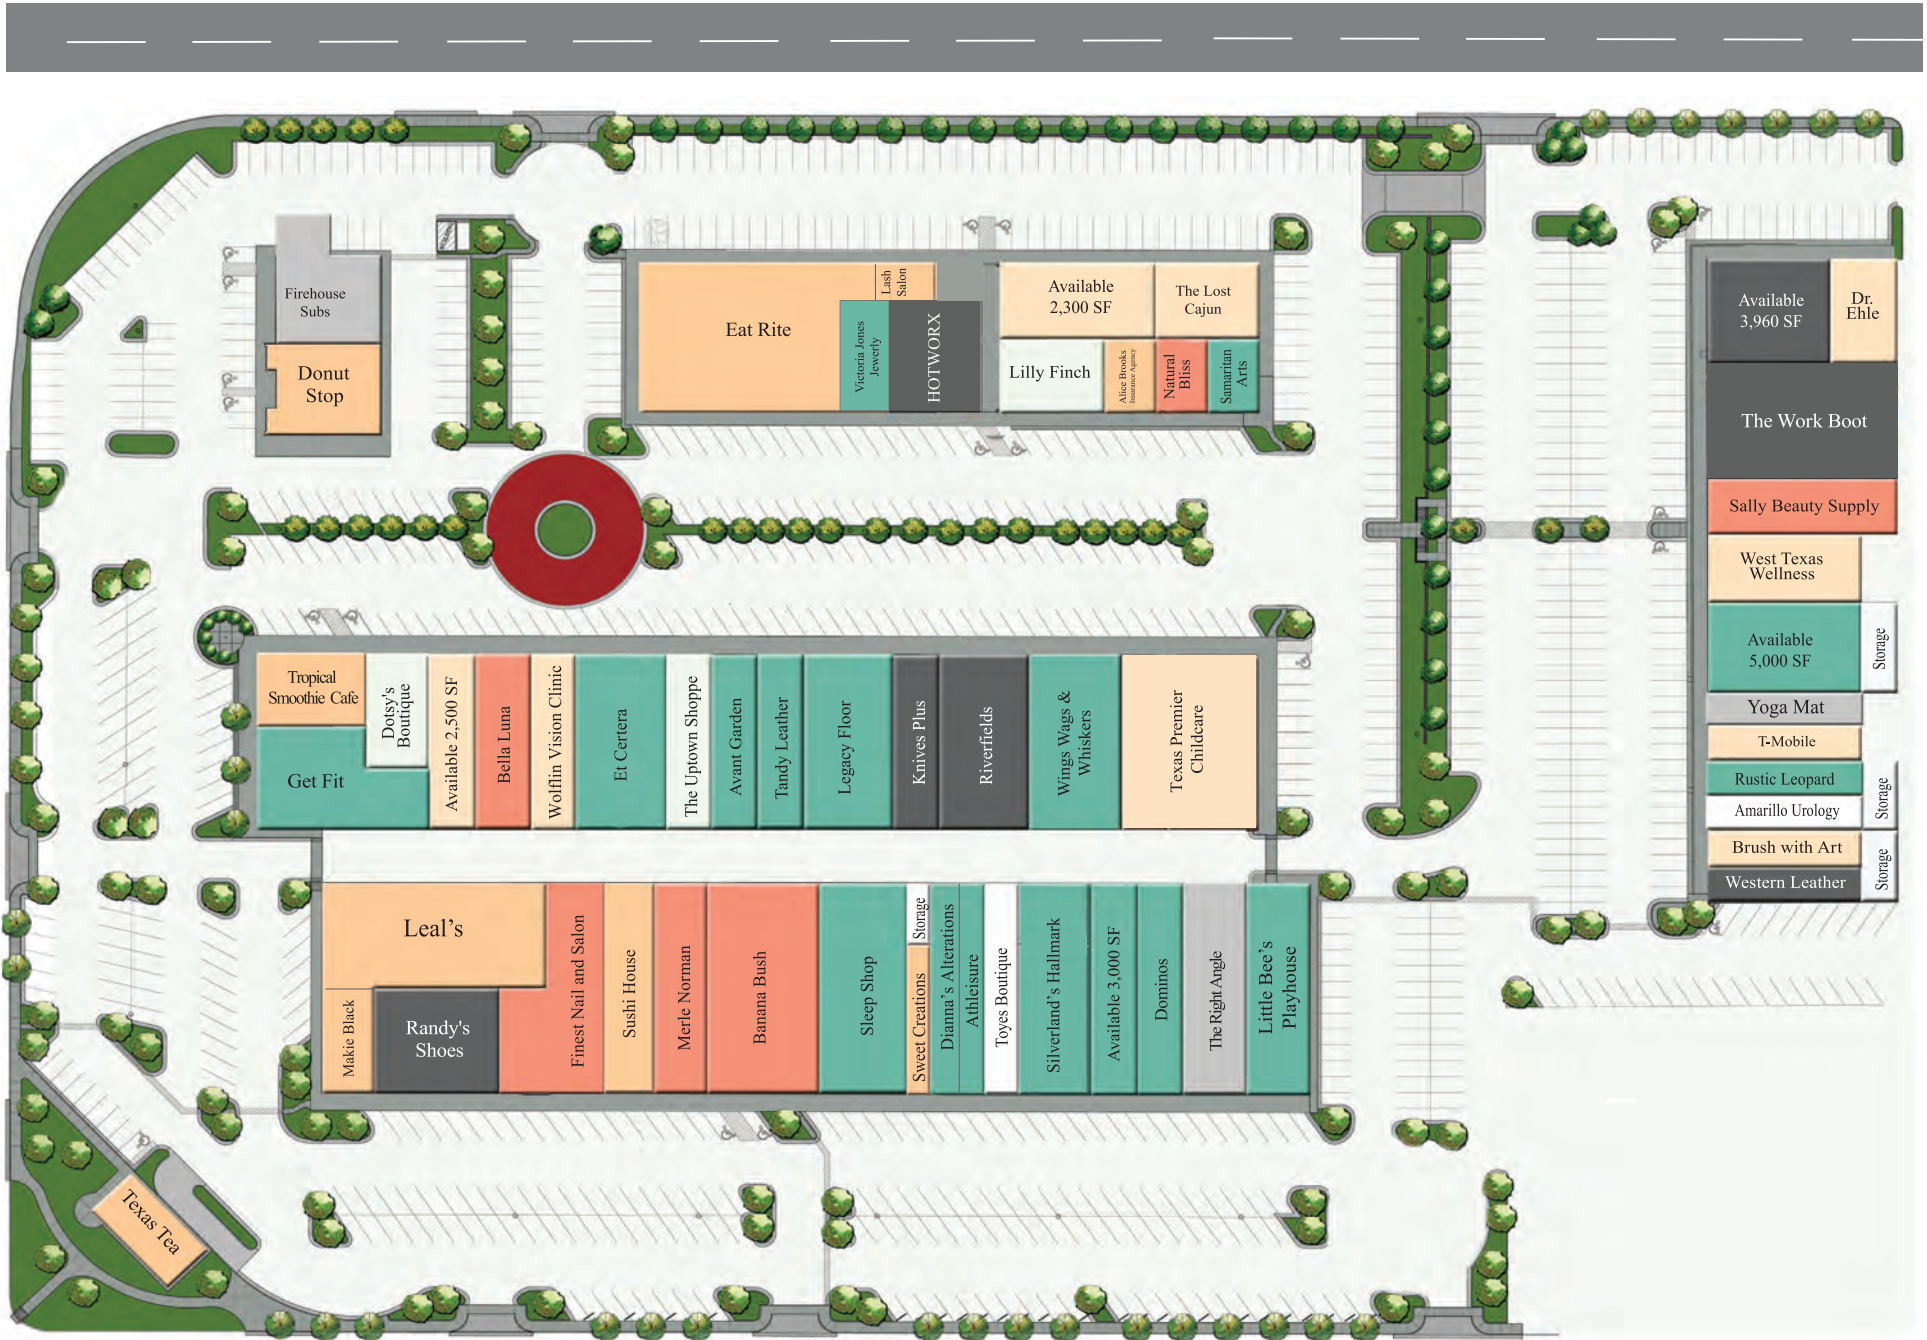 Firehouse
Subs
Donut
Stop
Eat Rite
Lash
Salon
Victoria Jones
Jewerly
HOTWORX
Available
2,300 SF
The Lost
Cajun
Lilly Finch
Alice Brooks
Insurance Agency
Natural
Bliss
Samaritan
Arts
Available
3,960 SF
Dr.
Ehle
The Work Boot
Sally Beauty Supply
West Texas
Wellness
Available
5,000 SF
Storage
Yoga Mat
T-Mobile
Rustic Leopard
Amarillo Urology
Storage
Brush with Art
Western Leather
Storage
Tropical
Smoothie Cafe
Get Fit
Dotsy's
Boutique
Available 2,500 SF
Bella Luna
Wolflin Vision Clinic
Et Certera
The Uptown Shoppe
Avant Garden
Tandy Leather
Legacy Floor
Knives Plus
Riverfields
Wings Wags &
Whiskers
Texas Premier
Childcare
Leal's
Makie Black
Randy's
Shoes
Finest Nail and Salon
Sushi House
Merle Norman
Banana Bush
Sleep Shop
Storage
Sweet Creations
Dianna's Alterations
Athleisure
Toyes Boutique
Silverland's Hallmark
Available 3,000 SF
Dominos
The Right Angle
Little Bee's
Playhouse
Texas Tea